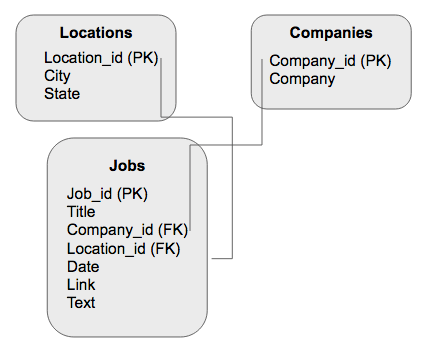 Locations
Location_id (PK)
City
State
Companies
Company_id (PK)
Company
Jobs
Job_id (PK)
Title
Company_id (FK)
Location_id (FK)
Date
Link
Text